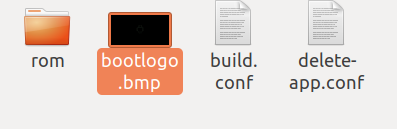 rom
bootlogo
.bmp
build.
conf
delete-
app.conf